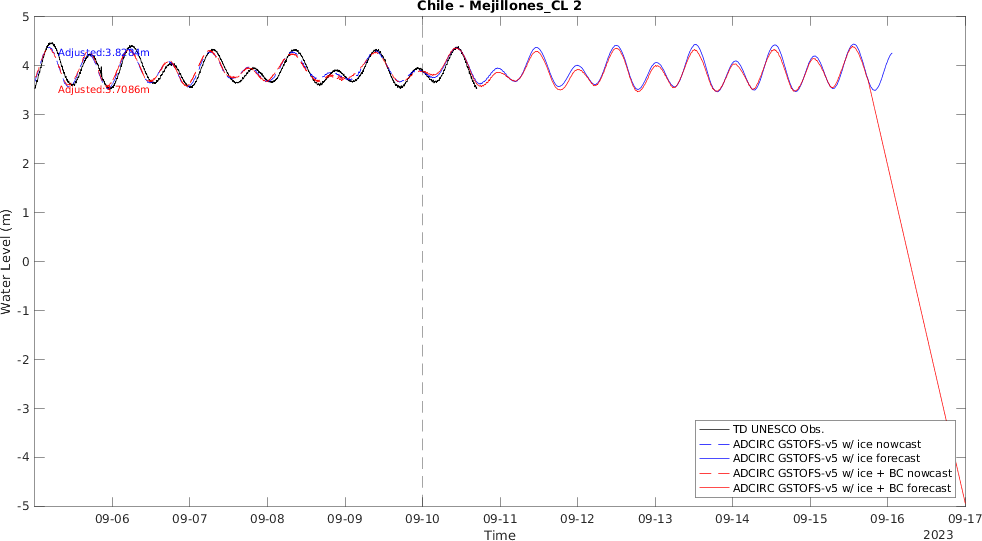 Chile - Mejillones_CL 2
5
4
3
2
1
0
-1
-2
-3
-4
-5
Water Level (m)
Adjusted:3.8284m
Adjusted:3.7086m
TD UNESCO Obs.
ADCIRC GSTOFS-v5 w/ ice nowcast
ADCIRC GSTOFS-v5 w/ ice forecast
ADCIRC GSTOFS-v5 w/ ice + BC nowcast
ADCIRC GSTOFS-v5 w/ ice + BC forecast
09-06 09-07 09-08 09-09 09-10 09-11 09-12 09-13 09-14 09-15 09-16 09-17
Time
2023